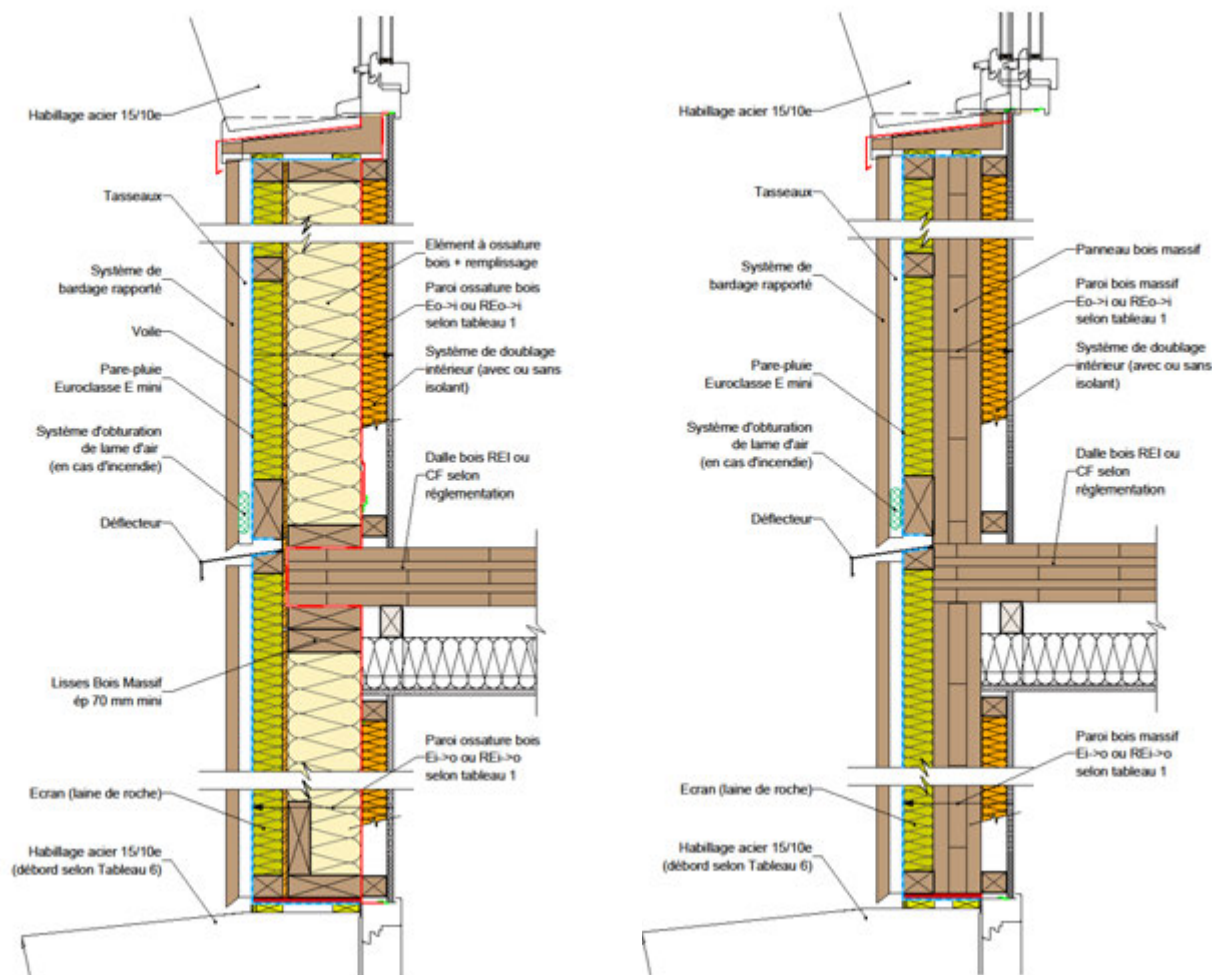 Habillage acier 15/10e
Tasseaux
Système de
bardage rapporté
Voile
Pare-pluie
Euroclasse E mini
Système d'obturation
de lame d'air
(en cas d'incendie)
Déflecteur
Lisses Bois Massif
ép 70 mm mini
Ecran (laine de roche)
Habillage acier 15/10e
(débord selon Tableau 6)
Elément à ossature
bois + remplissage
Paroi ossature bois
Eo->i ou REo->i
selon tableau 1
Système de doublage
intérieur (avec ou sans
isolant)
Dalle bois REI ou
CF selon
réglementation
Paroi ossature bois
Ei->o ou REi->o
selon tableau 1
Habillage acier 15/10e
Tasseaux
Système de
bardage rapporté
Pare-pluie
Euroclasse E mini
Système d'obturation
de lame d'air
(en cas d'incendie)
Déflecteur
Ecran (laine de roche)
Habillage acier 15/10e
(débord selon Tableau 6)
Panneau bois massif
Paroi bois massif
Eo->i ou REo->i
selon tableau 1
Système de doublage
intérieur (avec ou sans
isolant)
Dalle bois REI ou
CF selon
réglementation
Paroi bois massif
Ei->o ou REi->o
selon tableau 1